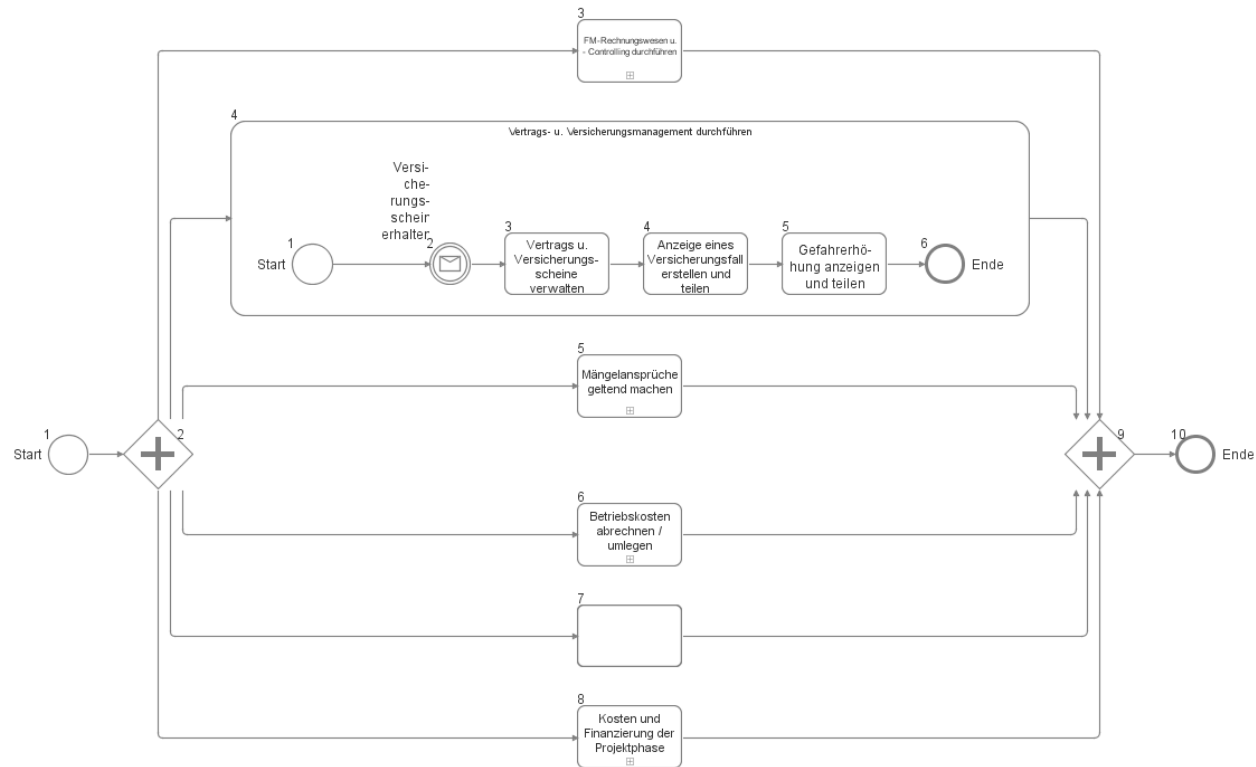 3
FM-Rechnungswesen u.
- Controlling durchführen
4
Vertrags- u. Versicherungsmanagement durchführen
Versi-
che-
rungs-
schein
erhalten
1
Start
2
3
Vertrags u.
Versicherungs-
scheine
verwalten
4
Anzeige eines
Versicherungsfall
erstellen und
teilen
5
Gefahrerhö-
hung anzeigen
und teilen
6
Ende
5
Mängelansprüche
geltend machen
1
Start
2
9
10
Ende
6
Betriebskosten
abrechnen /
umlegen
7
8
Kosten und
Finanzierung der
Projektphase